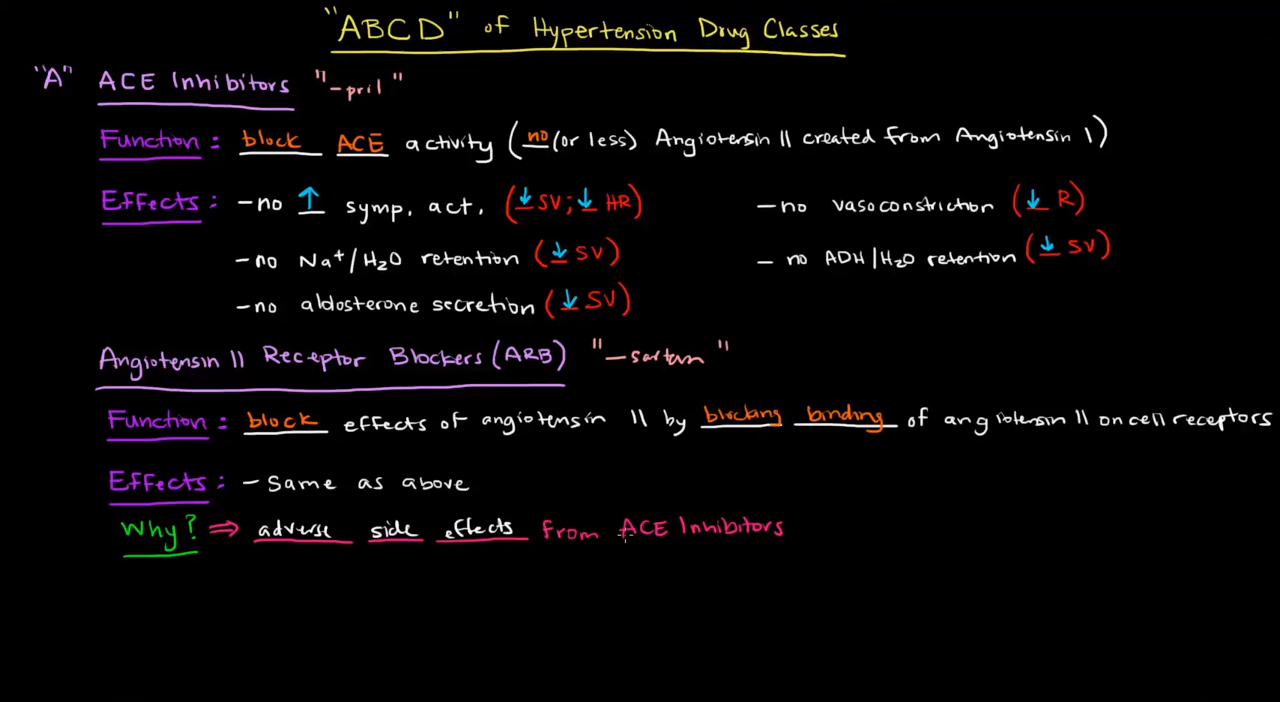 "ABCD" of Hypertension Drug Classes
"A" ACE Inhibitors "-pril"
Function: block ACE activity (no (or less) Angiotensin II created from Angiotensin I)
Effects: -no ↑ symp. act. (↓ SV; ↓ HR) -no vasoconstriction (↓ R)
-no Na+/H2O retention (↓ SV) - no ADH/H2O retention (↓ SV)
-no aldosterone secretion (↓ SV)
Angiotensin II Receptor Blockers (ARB) "-sartan"
Function: block effects of angiotensin II by blocking binding of angiotensin II on cell receptors
Effects: - Same as above
Why? ⇒ adverse side effects from ACE Inhibitors